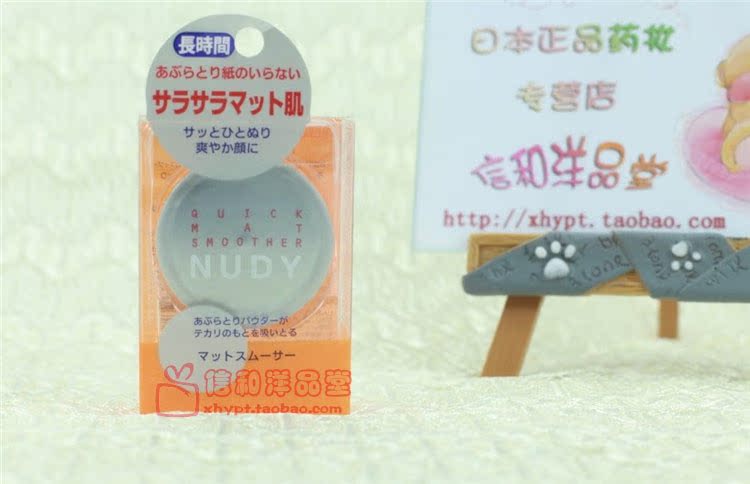 長時間
あぶらとり紙のいらない
サラサラマット肌
サッとひとぬり
爽やか顔に
QUICK
MAT
SMOOTHER
NUDY
あぶらとりパウダーが
テカリのもとを吸いとる
マットスムーサー
信和洋品堂
xhypt.taobao.com
日本正品药妆
专营店
信和洋品堂
http://xhypt.taobao.com